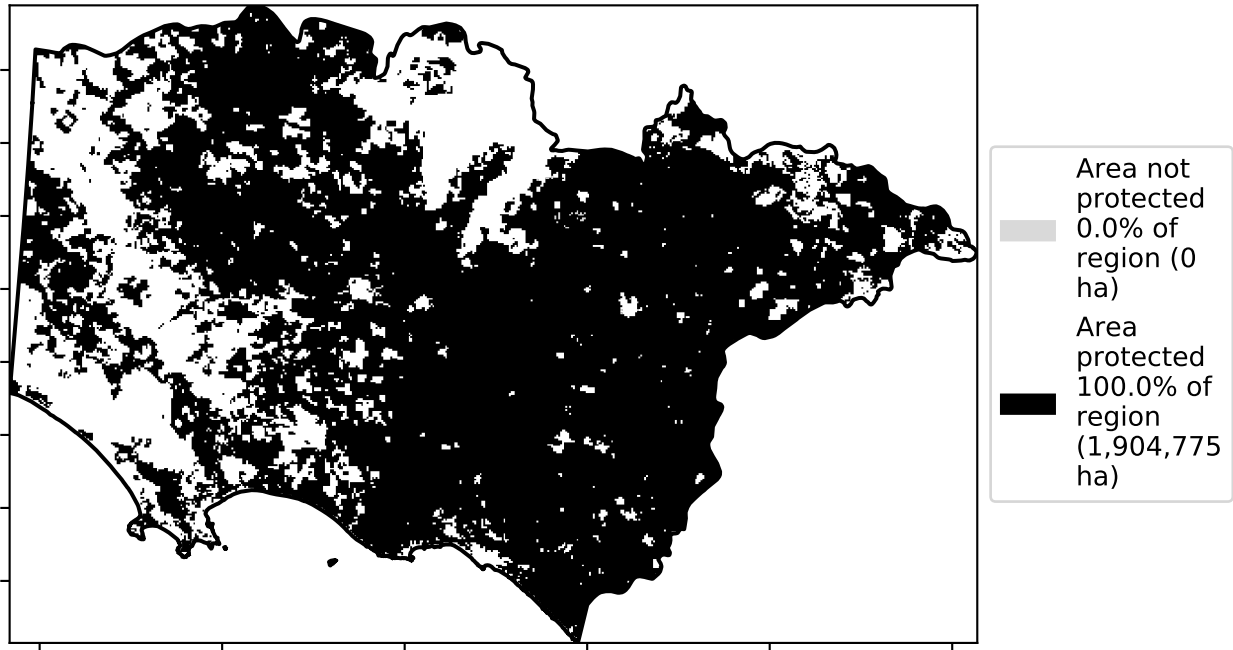 Area not
protected
0.0% of
region (0
ha)
Area
protected
100.0% of
region
(1,904,775
ha)